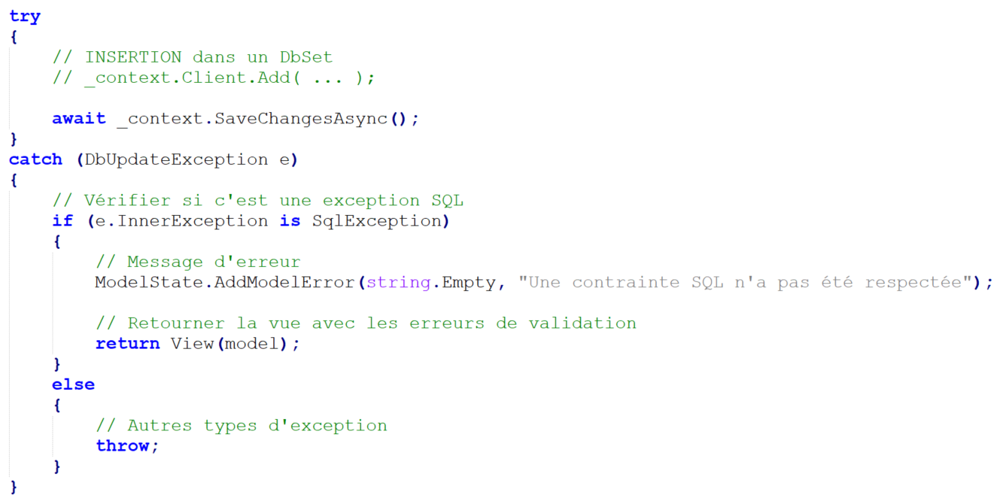 try
{
// INSERTION dans un DbSet
// _context.Client.Add( ... );
await _context.SaveChangesAsync();
}
catch (DbUpdateException e)
{
// Vérifier si c'est une exception SQL
if (e.InnerException is SqlException)
{
// Message d'erreur
ModelState.AddModelError(string.Empty, "Une contrainte SQL n'a pas été respectée");
// Retourner la vue avec les erreurs de validation
return View(model);
}
else
{
// Autres types d'exception
throw;
}
}